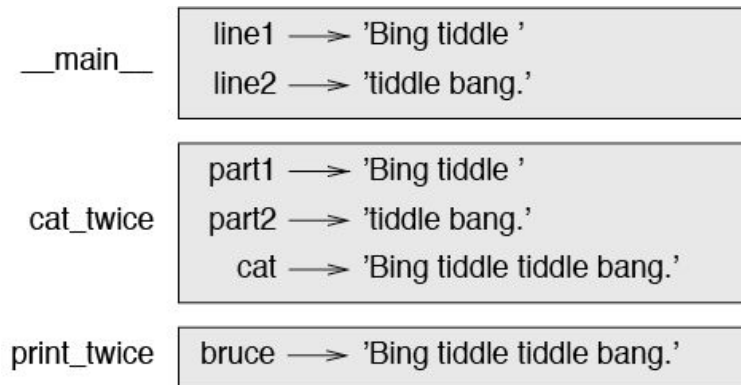 __main__
line1 → ’Bing tiddle ’
line2 → ’tiddle bang.’
cat_twice
part1 → ’Bing tiddle ’
part2 → ’tiddle bang.’
cat → ’Bing tiddle tiddle bang.’
print_twice
bruce → ’Bing tiddle tiddle bang.’